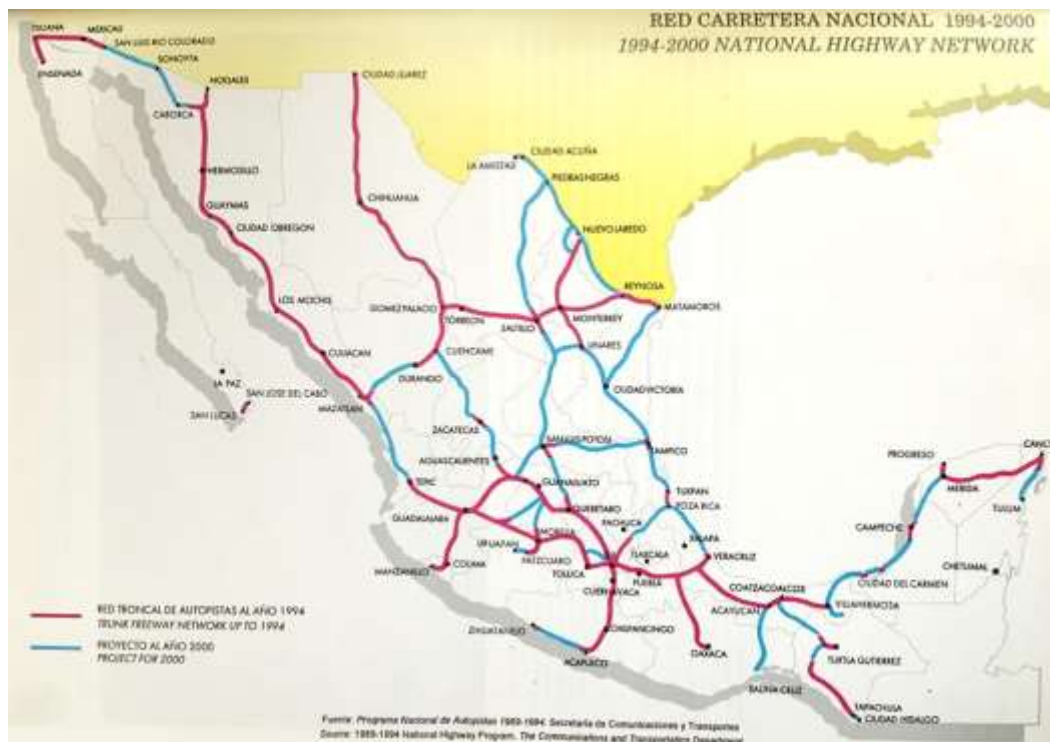 RED CARRETERA NACIONAL 1994-2000
1994-2000 NATIONAL HIGHWAY NETWORK
TIJUANA
MEXICALI
SAN LUIS RIO COLORADO
ENSENADA
SONOYTA
NOGALES
CABORCA
CIUDAD JUAREZ
HERMOSILLO
GUAYMAS
CIUDAD OBREGON
CHIHUAHUA
LA AMISTAD
CIUDAD ACUÑA
PIEDRAS NEGRAS
NUEVO LAREDO
LOS MOCHIS
GOMEZ PALACIO
TORREON
SALTILLO
MONTERREY
REYNOSA
MATAMOROS
LINARES
CULIACAN
CUENCAME
DURANGO
CIUDAD VICTORIA
LA PAZ
SAN JOSE DEL CABO
SAN LUCAS
MAZATLAN
ZACATECAS
SAN LUIS POTOSI
TAMPICO
AGUASCALIENTES
TEPIC
GUANAJUATO
TUXPAN
POZA RICA
GUADALAJARA
QUERETARO
PACHUCA
MORELIA
URUAPAN
PATZCUARO
TOLUCA
TLAXCALA
XALAPA
VERACRUZ
PUEBLA
MANZANILLO
COLIMA
CUERNAVACA
PROGRESO
MERIDA
CANC
TULUM
CAMPECHE
CHETUMAL
CIUDAD DEL CARMEN
COATZACOALCOS
ACAYUCAN
VILLAHERMOSA
ZIHUATANEJO
CHILPANCINGO
ACAPULCO
OAXACA
TUXTLA GUTIERREZ
SALINA CRUZ
TAPACHULA
CIUDAD HIDALGO
RED TRONCAL DE AUTOPISTAS AL AÑO 1994
TRUNK FREEWAY NETWORK UP TO 1994
PROYECTO AL AÑO 2000
PROJECT FOR 2000
Fuente: Programa Nacional de Autopistas 1989-1994. Secretaría de Comunicaciones y Transportes
Source: 1989-1994 National Highway Program. The Communications and Transportation Department